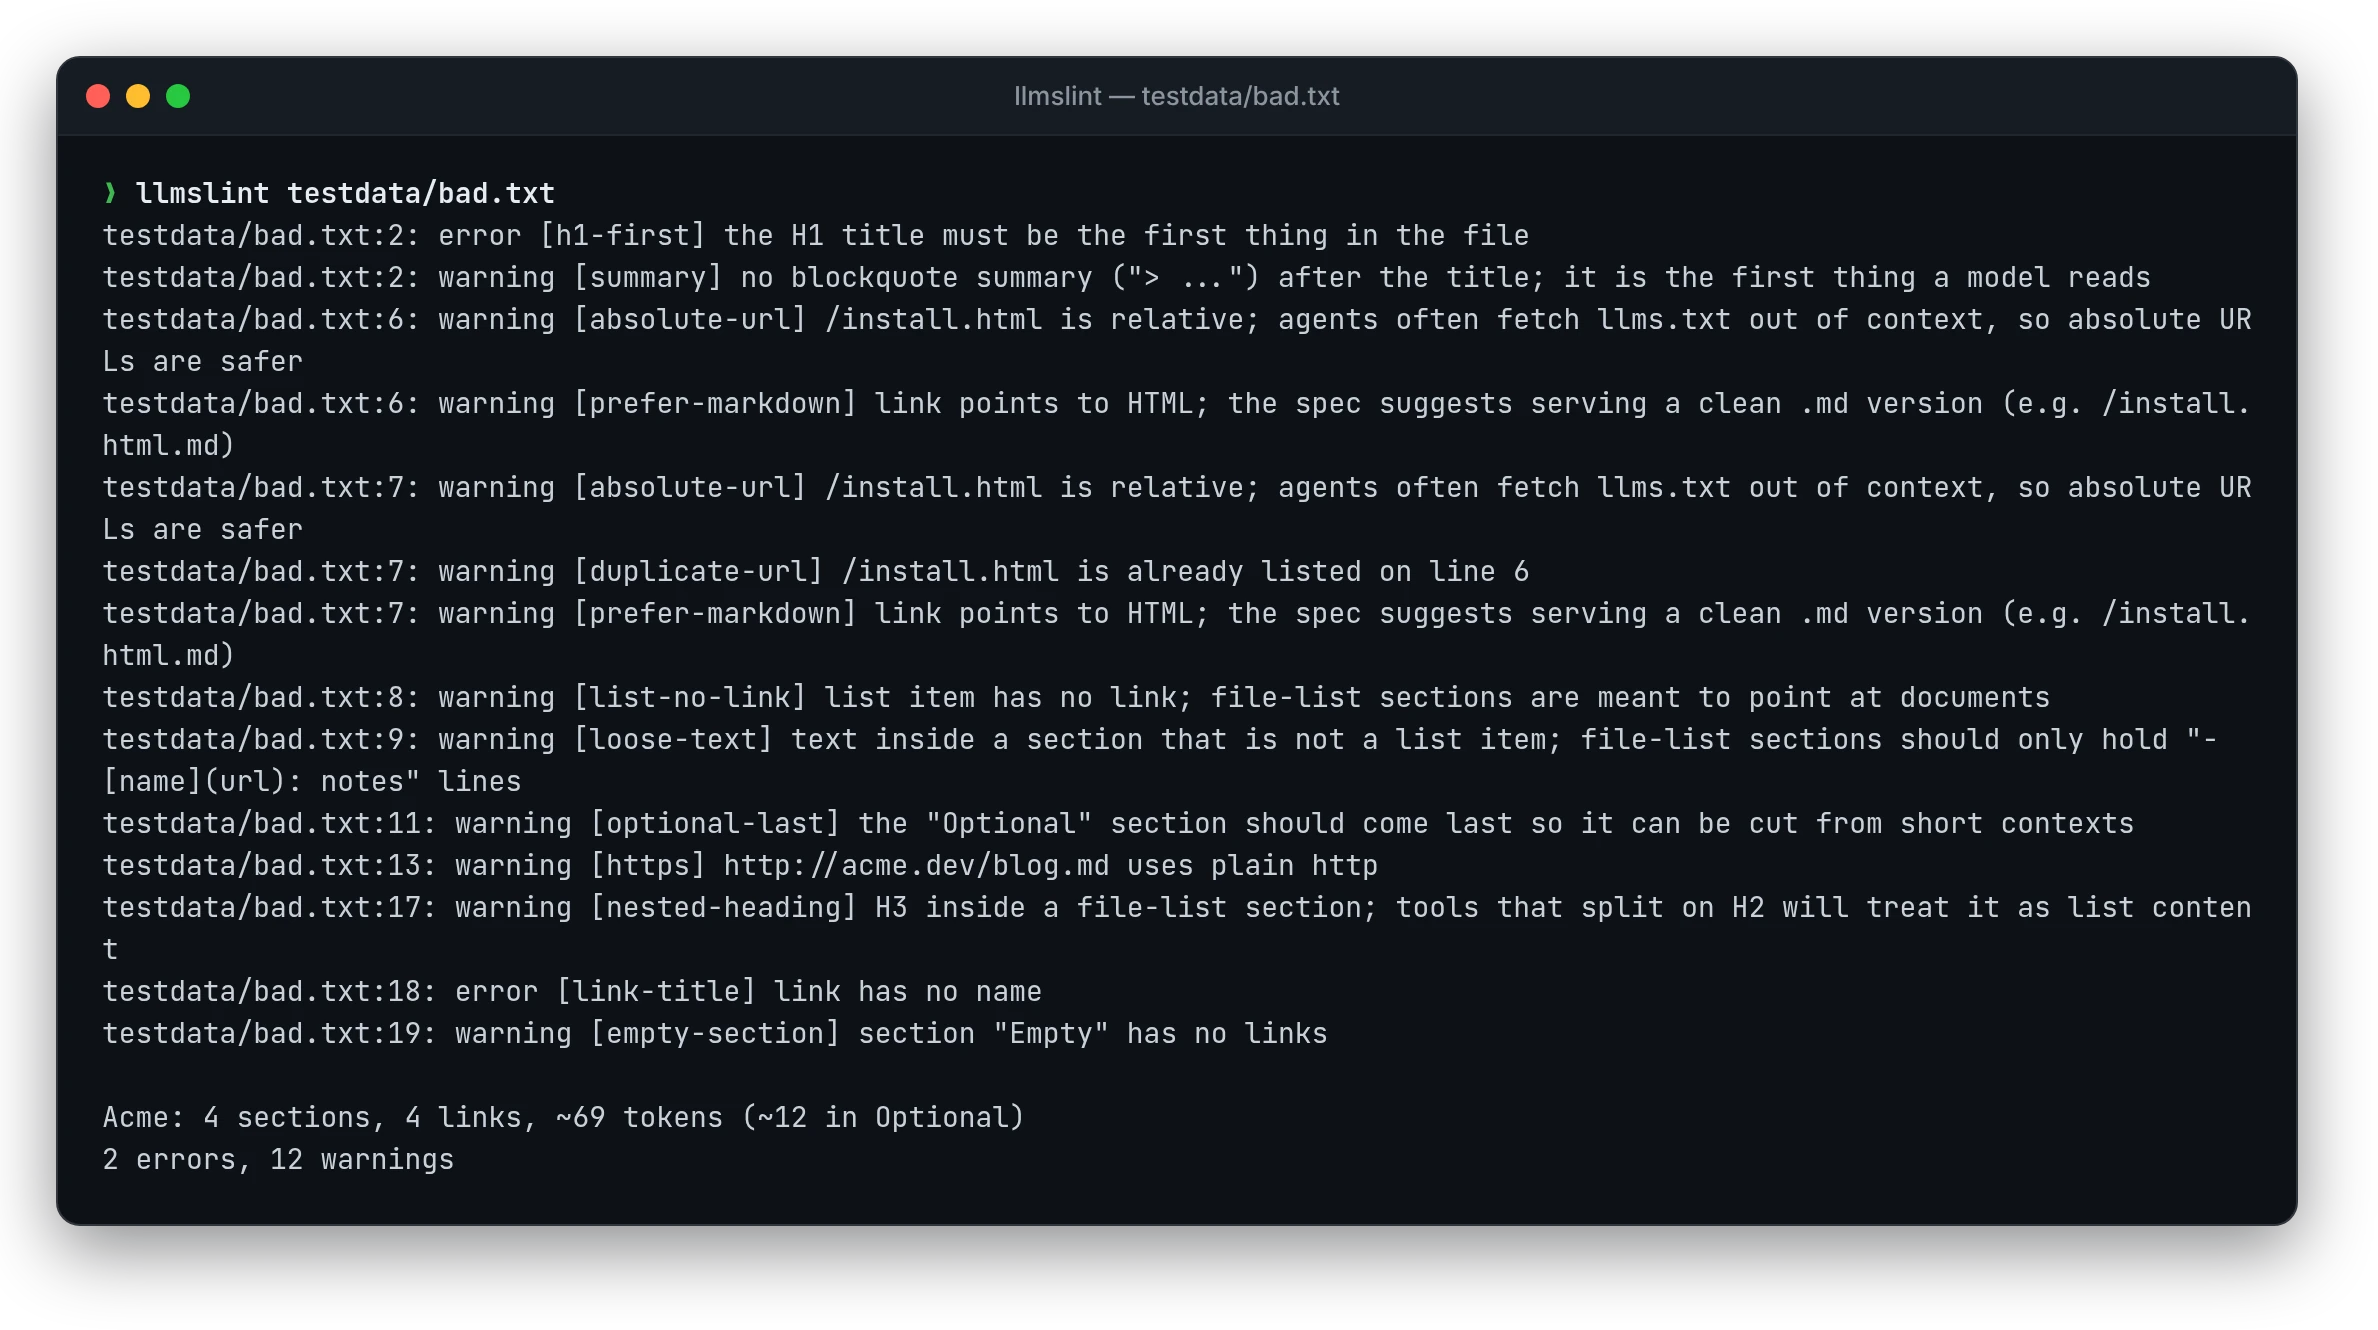 llmslint — testdata/bad.txt
❯ llmslint testdata/bad.txt
testdata/bad.txt:2: error [h1-first] the H1 title must be the first thing in the file
testdata/bad.txt:2: warning [summary] no blockquote summary ("> ...") after the title; it is the first thing a model reads
testdata/bad.txt:6: warning [absolute-url] /install.html is relative; agents often fetch llms.txt out of context, so absolute UR
Ls are safer
testdata/bad.txt:6: warning [prefer-markdown] link points to HTML; the spec suggests serving a clean .md version (e.g. /install.
html.md)
testdata/bad.txt:7: warning [absolute-url] /install.html is relative; agents often fetch llms.txt out of context, so absolute UR
Ls are safer
testdata/bad.txt:7: warning [duplicate-url] /install.html is already listed on line 6
testdata/bad.txt:7: warning [prefer-markdown] link points to HTML; the spec suggests serving a clean .md version (e.g. /install.
html.md)
testdata/bad.txt:8: warning [list-no-link] list item has no link; file-list sections are meant to point at documents
testdata/bad.txt:9: warning [loose-text] text inside a section that is not a list item; file-list sections should only hold "-
[name](url): notes" lines
testdata/bad.txt:11: warning [optional-last] the "Optional" section should come last so it can be cut from short contexts
testdata/bad.txt:13: warning [https] http://acme.dev/blog.md uses plain http
testdata/bad.txt:17: warning [nested-heading] H3 inside a file-list section; tools that split on H2 will treat it as list conten
t
testdata/bad.txt:18: error [link-title] link has no name
testdata/bad.txt:19: warning [empty-section] section "Empty" has no links
Acme: 4 sections, 4 links, ~69 tokens (~12 in Optional)
2 errors, 12 warnings